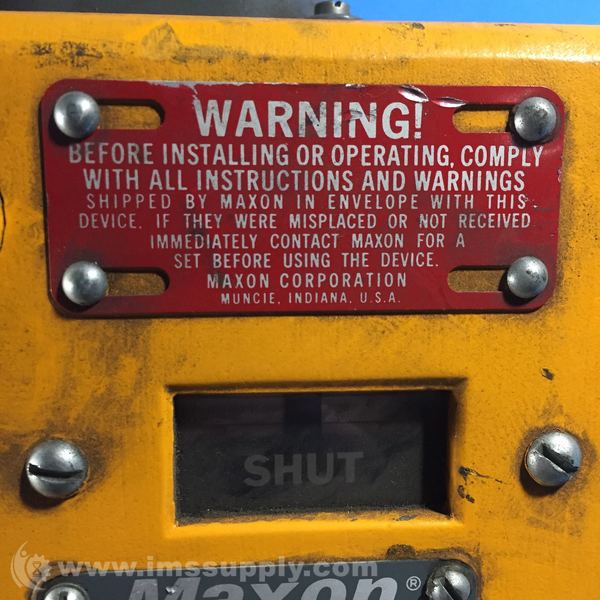 WARNING!
BEFORE INSTALLING OR OPERATING, COMPLY
WITH ALL INSTRUCTIONS AND WARNINGS
SHIPPED BY MAXON IN ENVELOPE WITH THIS
DEVICE. IF THEY WERE MISPLACED OR NOT RECEIVED
IMMEDIATELY CONTACT MAXON FOR A
SET BEFORE USING THE DEVICE.
MAXON CORPORATION
MUNCIE, INDIANA, U.S.A.
SHUT
www.imssupply.com
Maxon®